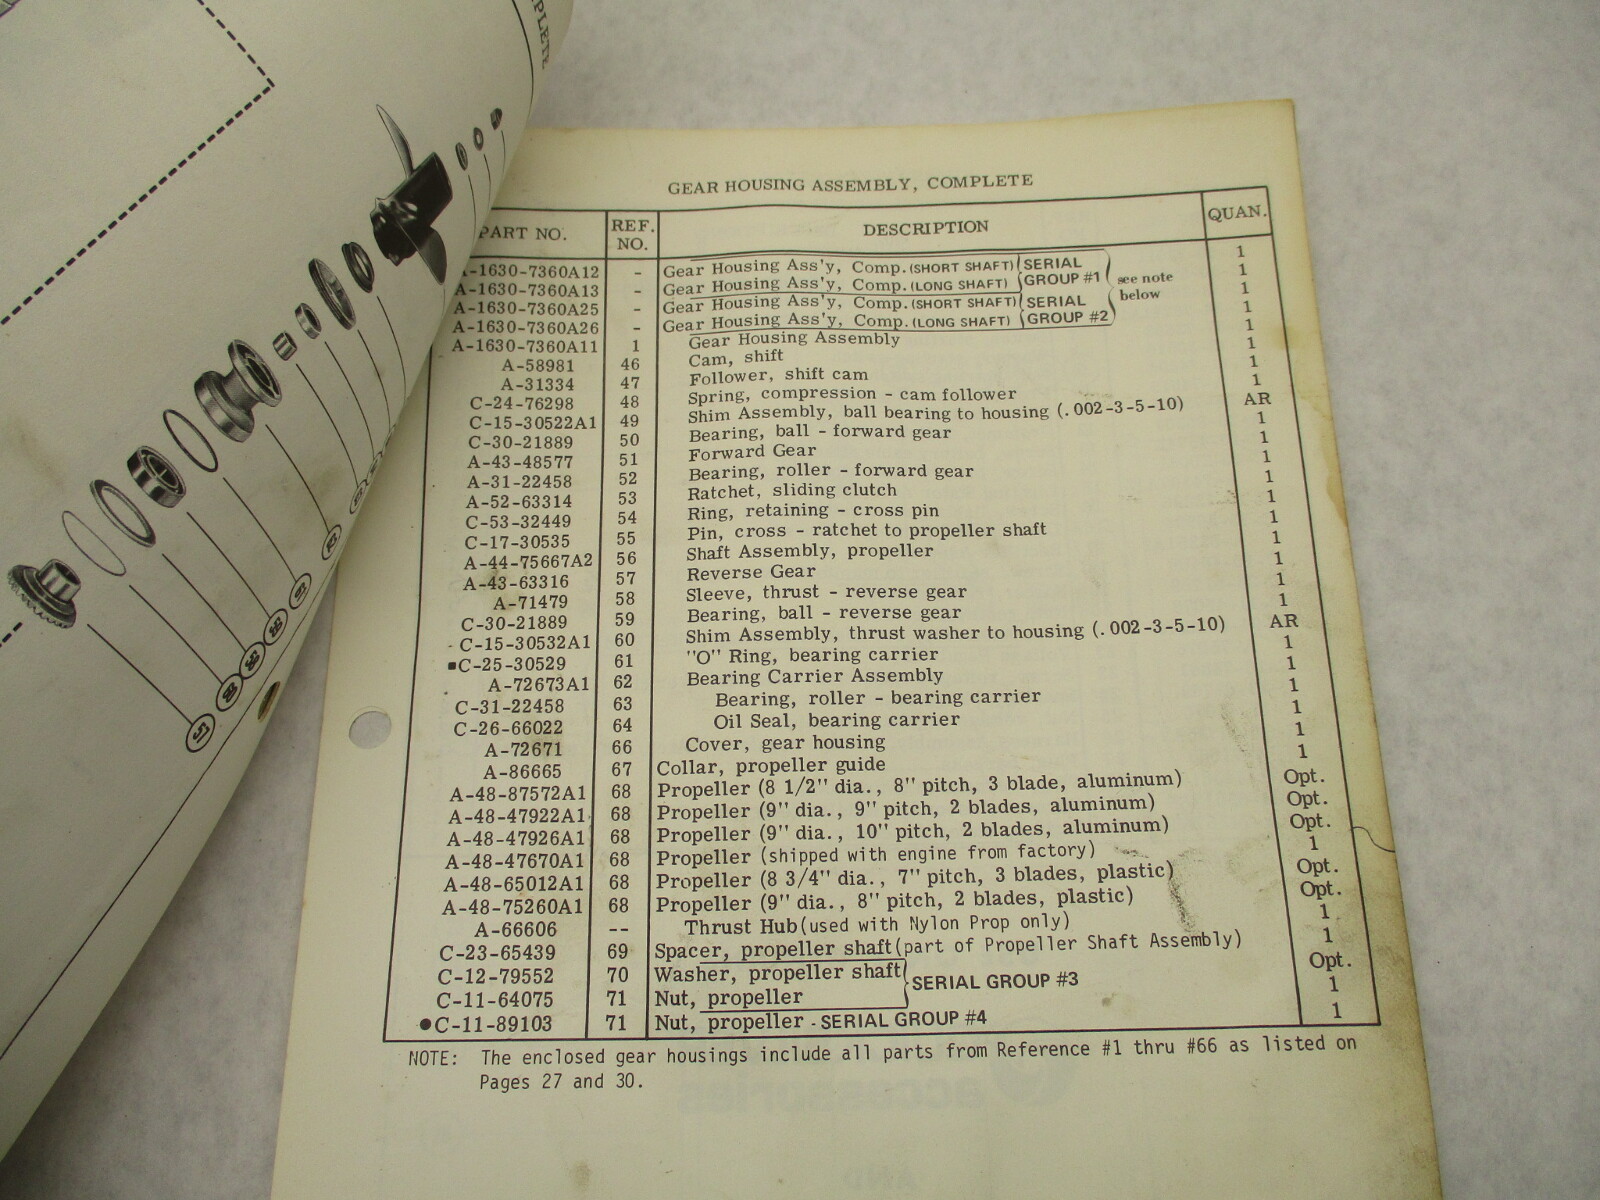 PLETE
GEAR HOUSING ASSEMBLY, COMPLETE
PART NO. REF. NO. DESCRIPTION QUAN.
A-1630-7360A12 - Gear Housing Ass'y, Comp. (SHORT SHAFT) SERIAL 1
A-1630-7360A13 - Gear Housing Ass'y, Comp. (LONG SHAFT) GROUP #1 see note 1
A-1630-7360A25 - Gear Housing Ass'y, Comp. (SHORT SHAFT) SERIAL below 1
A-1630-7360A26 - Gear Housing Ass'y, Comp. (LONG SHAFT) GROUP #2 1
A-1630-7360A11 1 Gear Housing Assembly 1
A-58981 46 Cam, shift 1
A-31334 47 Follower, shift cam 1
C-24-76298 48 Spring, compression - cam follower 1
C-15-30522A1 49 Shim Assembly, ball bearing to housing (.002-3-5-10) AR
C-30-21889 50 Bearing, ball - forward gear 1
A-43-48577 51 Forward Gear 1
A-31-22458 52 Bearing, roller - forward gear 1
A-52-63314 53 Ratchet, sliding clutch 1
C-53-32449 54 Ring, retaining - cross pin 1
C-17-30535 55 Pin, cross - ratchet to propeller shaft 1
A-44-75667A2 56 Shaft Assembly, propeller 1
A-43-63316 57 Reverse Gear 1
A-71479 58 Sleeve, thrust - reverse gear 1
C-30-21889 59 Bearing, ball - reverse gear 1
C-15-30532A1 60 Shim Assembly, thrust washer to housing (.002-3-5-10) AR
■C-25-30529 61 "O" Ring, bearing carrier 1
A-72673A1 62 Bearing Carrier Assembly 1
C-31-22458 63 Bearing, roller - bearing carrier 1
C-26-66022 64 Oil Seal, bearing carrier 1
A-72671 66 Cover, gear housing 1
A-86665 67 Collar, propeller guide 1
A-48-87572A1 68 Propeller (8 1/2" dia., 8" pitch, 3 blade, aluminum) Opt.
A-48-47922A1 68 Propeller (9" dia., 9" pitch, 2 blades, aluminum) Opt.
A-48-47926A1 68 Propeller (9" dia., 10" pitch, 2 blades, aluminum) Opt.
A-48-47670A1 68 Propeller (shipped with engine from factory) 1
A-48-65012A1 68 Propeller (8 3/4" dia., 7" pitch, 3 blades, plastic) Opt.
A-48-75260A1 68 Propeller (9" dia., 8" pitch, 2 blades, plastic) Opt.
A-66606 -- Thrust Hub(used with Nylon Prop only) 1
C-23-65439 69 Spacer, propeller shaft(part of Propeller Shaft Assembly) 1
C-12-79552 70 Washer, propeller shaft SERIAL GROUP #3 Opt.
C-11-64075 71 Nut, propeller 1
●C-11-89103 71 Nut, propeller - SERIAL GROUP #4 1
NOTE: The enclosed gear housings include all parts from Reference #1 thru #66 as listed on
Pages 27 and 30.
57